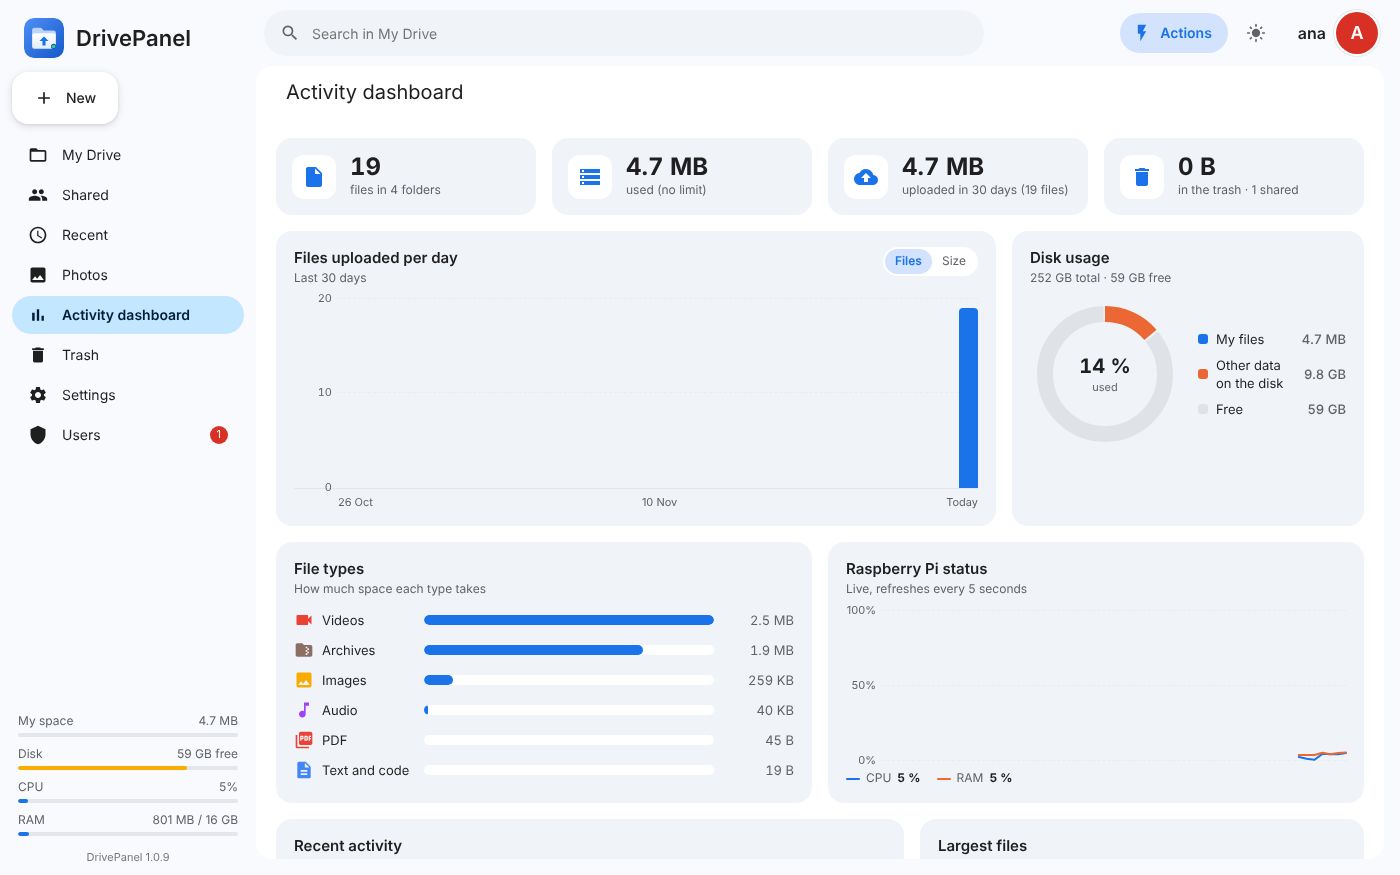 DrivePanel
Search in My Drive
Actions
ana
A
New
My Drive
Shared
Recent
Photos
Activity dashboard
Trash
Settings
Users
1
My space 4.7 MB
Disk 59 GB free
CPU 5%
RAM 801 MB / 16 GB
DrivePanel 1.0.9
Activity dashboard
19
files in 4 folders
4.7 MB
used (no limit)
4.7 MB
uploaded in 30 days (19 files)
0 B
in the trash · 1 shared
Files uploaded per day
Last 30 days
Files Size
20
10
0
26 Oct 10 Nov Today
Disk usage
252 GB total · 59 GB free
14 %
used
My files 4.7 MB
Other data
on the disk 9.8 GB
Free 59 GB
File types
How much space each type takes
Videos 2.5 MB
Archives 1.9 MB
Images 259 KB
Audio 40 KB
PDF PDF 45 B
Text and code 19 B
Raspberry Pi status
Live, refreshes every 5 seconds
100%
50%
0%
CPU 5 % RAM 5 %
Recent activity
Largest files